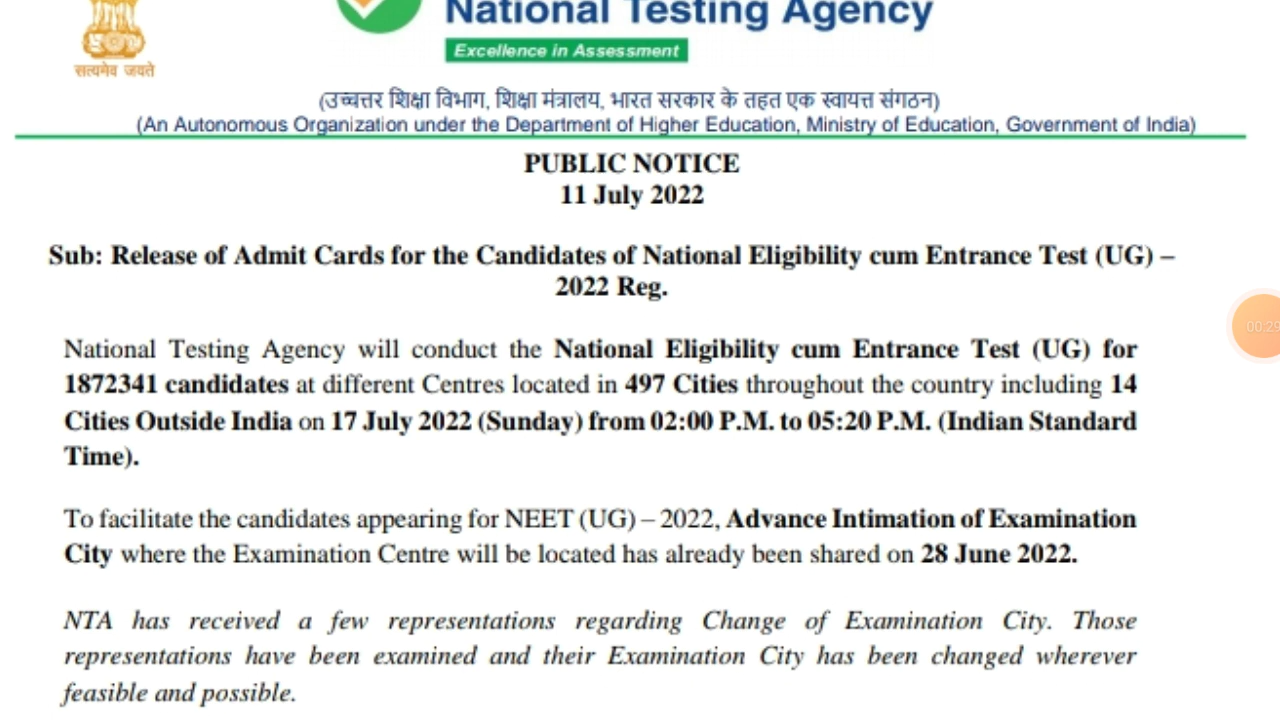 National Testing Agency
Excellence in Assessment
सत्यमेव जयते
(उच्चत्तर शिक्षा विभाग, शिक्षा मंत्रालय, भारत सरकार के तहत एक स्वायत्त संगठन)
(An Autonomous Organization under the Department of Higher Education, Ministry of Education, Government of India)
PUBLIC NOTICE
11 July 2022
Sub: Release of Admit Cards for the Candidates of National Eligibility cum Entrance Test (UG) –
2022 Reg.
National Testing Agency will conduct the National Eligibility cum Entrance Test (UG) for
1872341 candidates at different Centres located in 497 Cities throughout the country including 14
Cities Outside India on 17 July 2022 (Sunday) from 02:00 P.M. to 05:20 P.M. (Indian Standard
Time).
00:29
To facilitate the candidates appearing for NEET (UG) – 2022, Advance Intimation of Examination
City where the Examination Centre will be located has already been shared on 28 June 2022.
NTA has received a few representations regarding Change of Examination City. Those
representations have been examined and their Examination City has been changed wherever
feasible and possible.